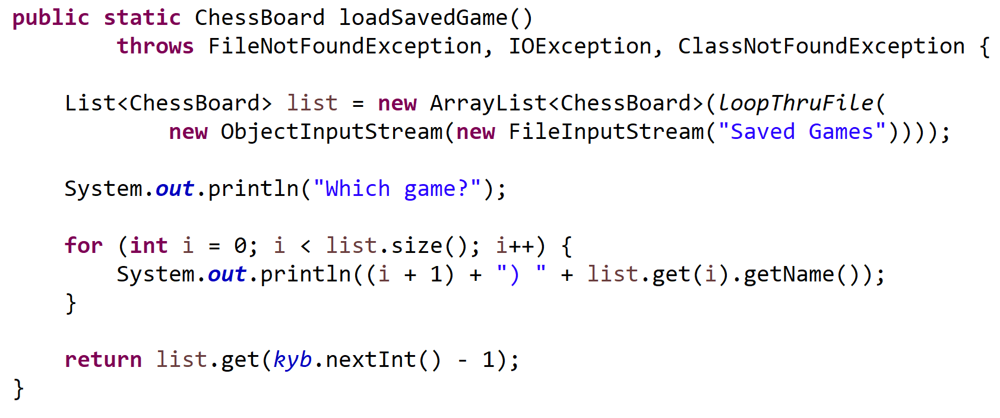 public static ChessBoard loadSavedGame()
        throws FileNotFoundException, IOException, ClassNotFoundException {

    List<ChessBoard> list = new ArrayList<ChessBoard>(loopThruFile(
            new ObjectInputStream(new FileInputStream("Saved Games"))));

    System.out.println("Which game?");

    for (int i = 0; i < list.size(); i++) {
        System.out.println((i + 1) + ") " + list.get(i).getName());
    }

    return list.get(kyb.nextInt() - 1);
}